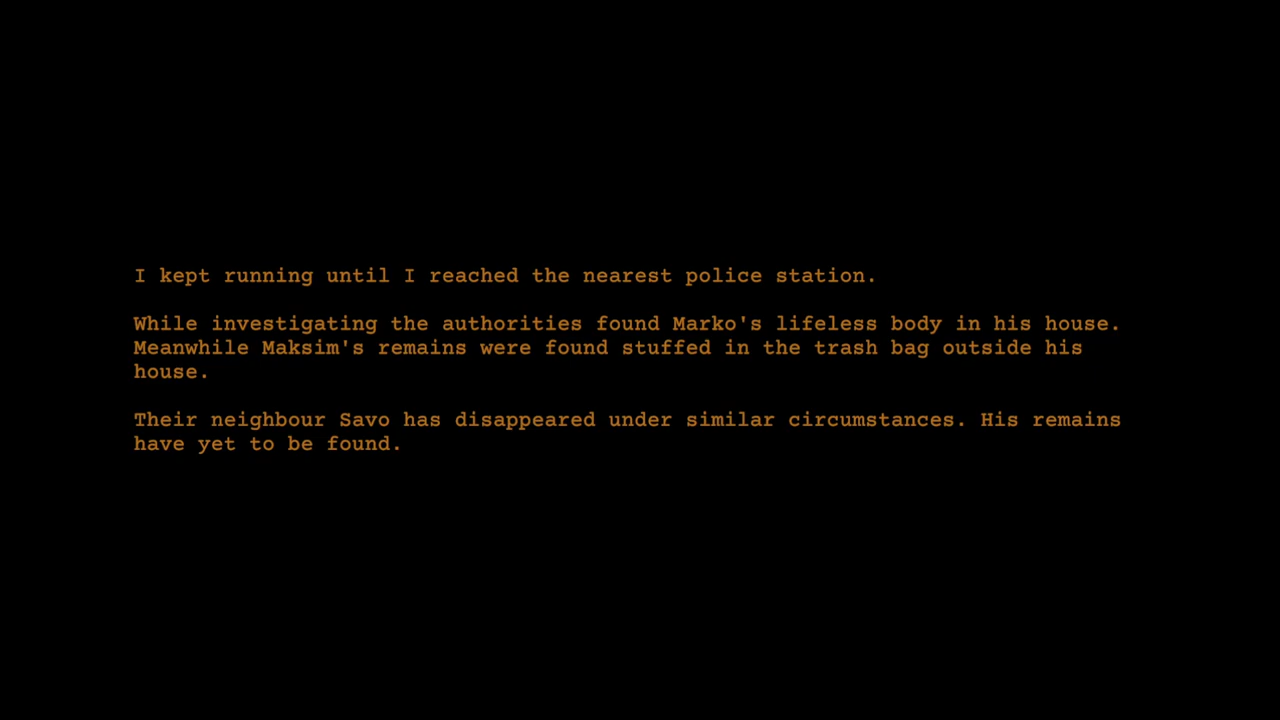 I kept running until I reached the nearest police station.
While investigating the authorities found Marko's lifeless body in his house.
Meanwhile Maksim's remains were found stuffed in the trash bag outside his
house.
Their neighbour Savo has disappeared under similar circumstances. His remains
have yet to be found.